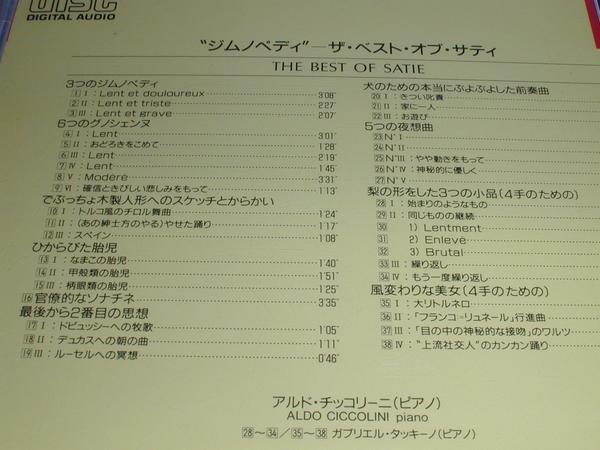 DISC
DIGITAL AUDIO
"ジムノペディ"—ザ・ベスト・オブ・サティ
THE BEST OF SATIE
3つのジムノペディ
1 I：Lent et douloureux 3'08"
2 II：Lent et triste 2'27"
3 III：Lent et grave 2'07"
6つのグノシェンヌ
4 I：Lent 3'01"
5 II：おどろきをこめて 1'28"
6 III：Lent 2'19"
7 IV：Lent 1'45"
8 V：Modéré 3'31"
9 VI：確信ときびしい悲しみをもって 1'13"
でぶっちょ木製人形へのスケッチとからかい
10 I：トルコ風のチロル舞曲 1'24"
11 II：(あの紳士方のやる)やせた踊り 1'17"
12 III：スペイン 1'08"
ひからびた胎児
13 I：なまこの胎児 1'40"
14 II：甲殻類の胎児 1'51"
15 III：柄眼類の胎児 1'25"
16 官僚的なソナチネ 3'35"
最後から2番目の思想
17 I：ドビュッシーへの牧歌 1'05"
18 II：デュカスへの朝の曲 1'11"
19 III：ルーセルへの冥想 0'46"
犬のための本当にぶよぶよした前奏曲
20 I：きつい叱責
21 II：家に一人
22 III：お遊び
5つの夜想曲
23 N°I
24 N°II
25 N°III：やや動きをもって
26 N°IV：神秘的に優しく
27 N°V
梨の形をした3つの小品(4手のための)
28 I：始まりのようなもの
29 II：同じものの継続
30 1) Lentment
31 2) Enlevé
32 3) Brutal
33 III：繰り返し
34 IV：もう一度繰り返し
風変わりな美女(4手のための)
35 I：大リトルネロ
36 II：「フランコ=リュネール」行進曲
37 III：「目の中の神秘的な接吻」のワルツ
38 IV："上流社交人"のカンカン踊り
アルド・チッコリーニ(ピアノ)
ALDO CICCOLINI piano
28〜34／35〜38 ガブリエル・タッキーノ(ピアノ)